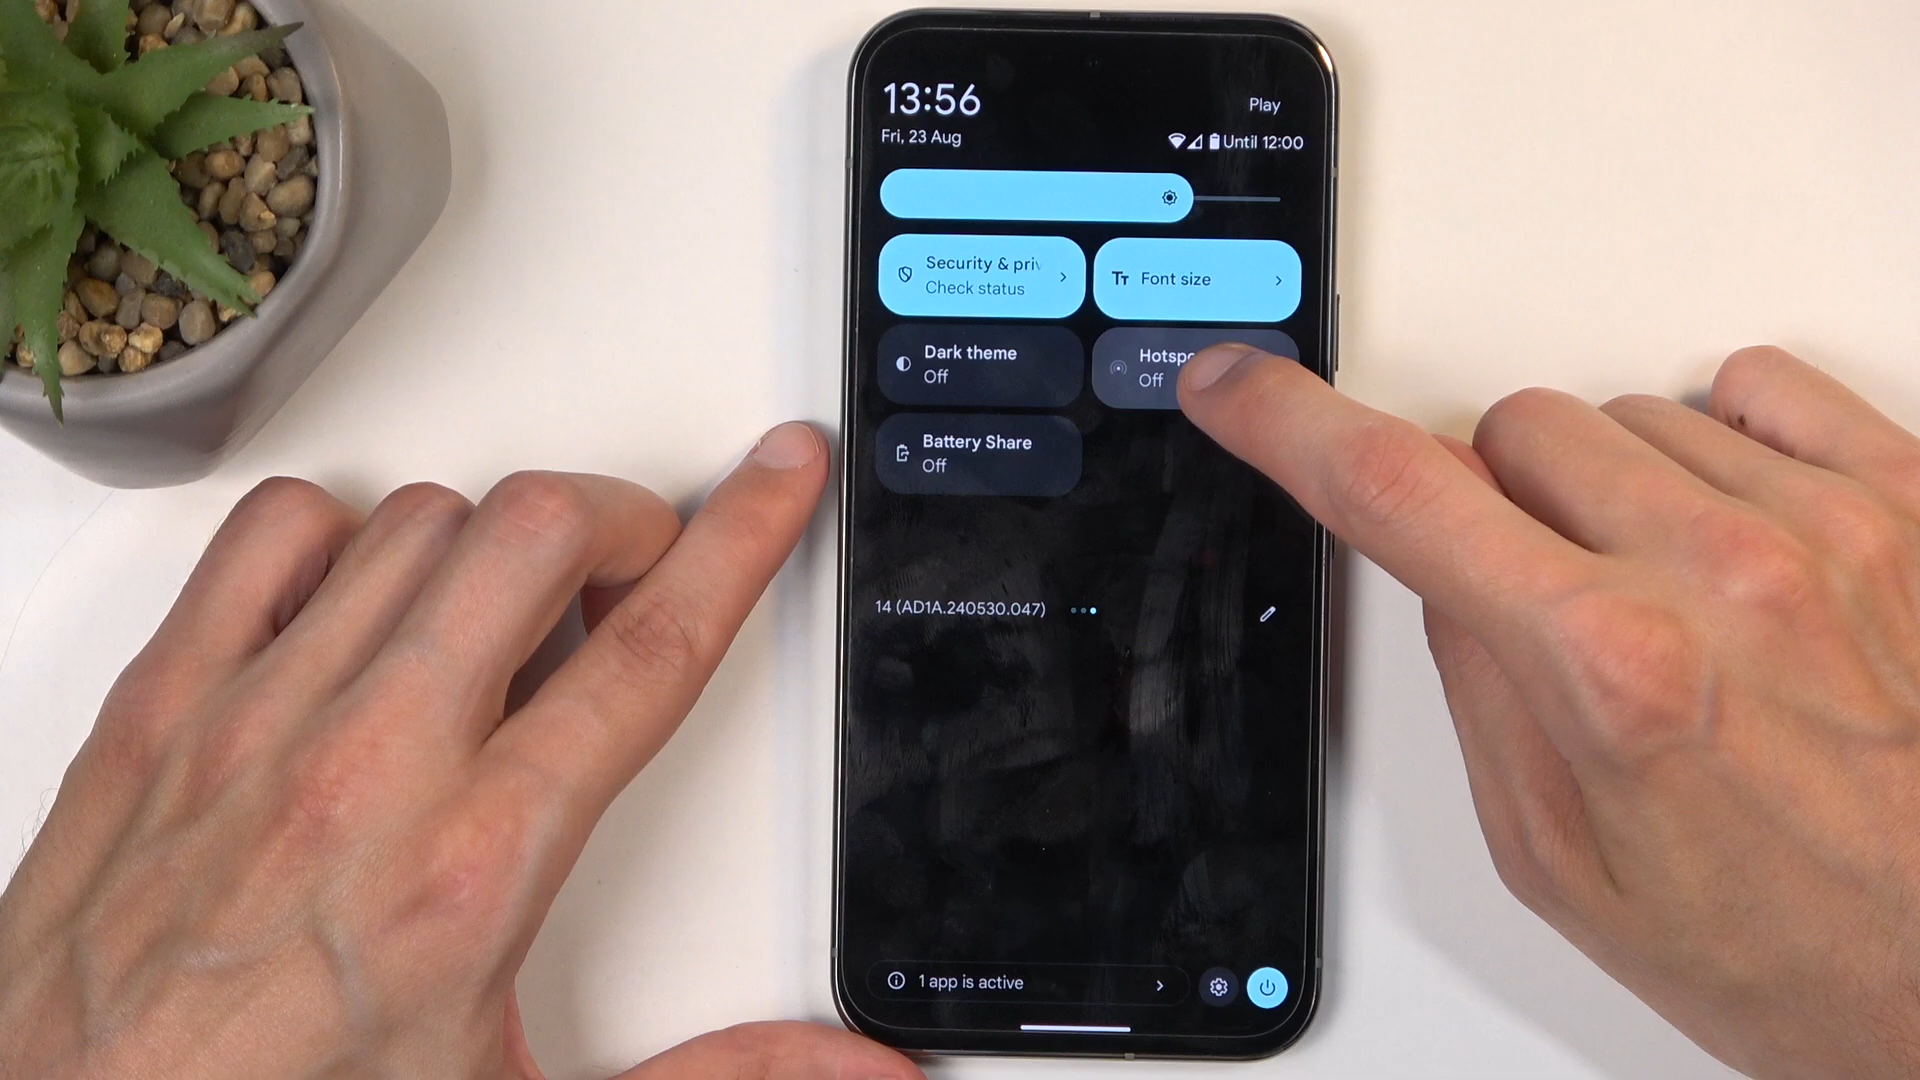 13:56
Play
Fri, 23 Aug
Until 12:00
Security & priv
Check status
Font size
Dark theme
Off
Off
Battery Share
Off
14 (AD1A.240530.047)
1 app is active